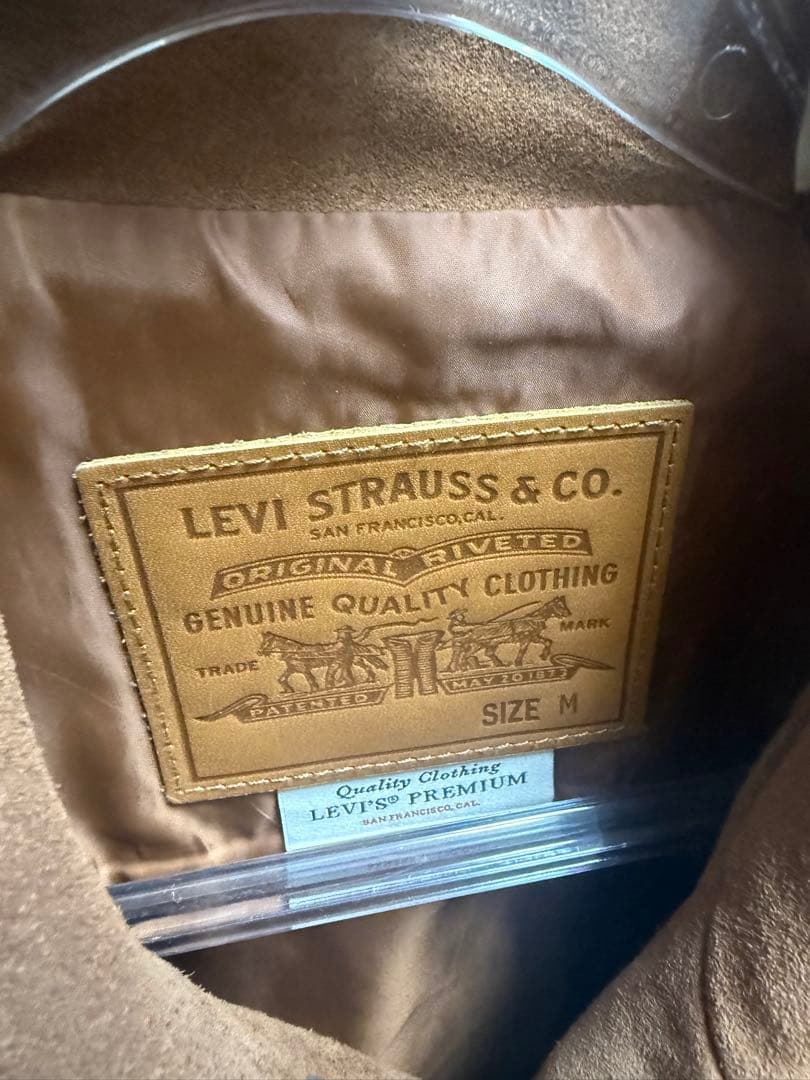 LEVI STRAUSS & CO.
SAN FRANCISCO, CAL.
ORIGINAL RIVETED
GENUINE QUALITY CLOTHING
TRADE MARK
PATENTED MAY 20 1873
SIZE M
Quality Clothing
LEVI'S® PREMIUM
SAN FRANCISCO, CAL.